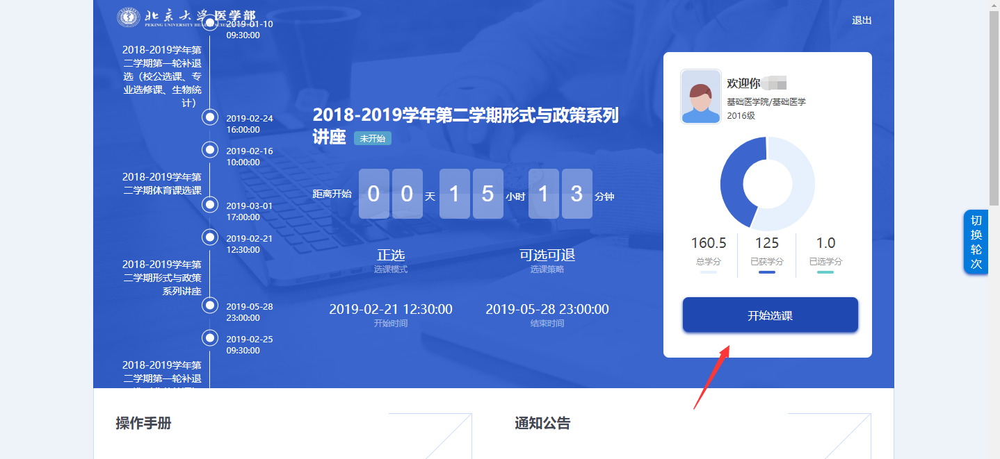 北京大学医学部
PEKING UNIVERSITY HEALTH SCIENCE
退出
2019-01-10
09:30:00
2018-2019学年第
二学期第一轮补退
选（校公选课、专
业选修课、生物统
计）
2019-02-24
16:00:00
2019-02-16
10:00:00
2018-2019学年第
二学期体育课选课
2019-03-01
17:00:00
2019-02-21
12:30:00
2018-2019学年第
二学期形式与政策
系列讲座
2019-05-28
23:00:00
2019-02-25
09:30:00
2018-2019学年第
二学期第一轮补退
2018-2019学年第二学期形式与政策系列
讲座 未开始
距离开始 0 0 天 1 5 小时 1 3 分钟
正选
选课模式
可选可退
选课策略
2019-02-21 12:30:00
开始时间
2019-05-28 23:00:00
结束时间
欢迎你
基础医学院/基础医学
2016级
160.5
总学分
125
已获学分
1.0
已选学分
开始选课
切
换
轮
次
操作手册
通知公告